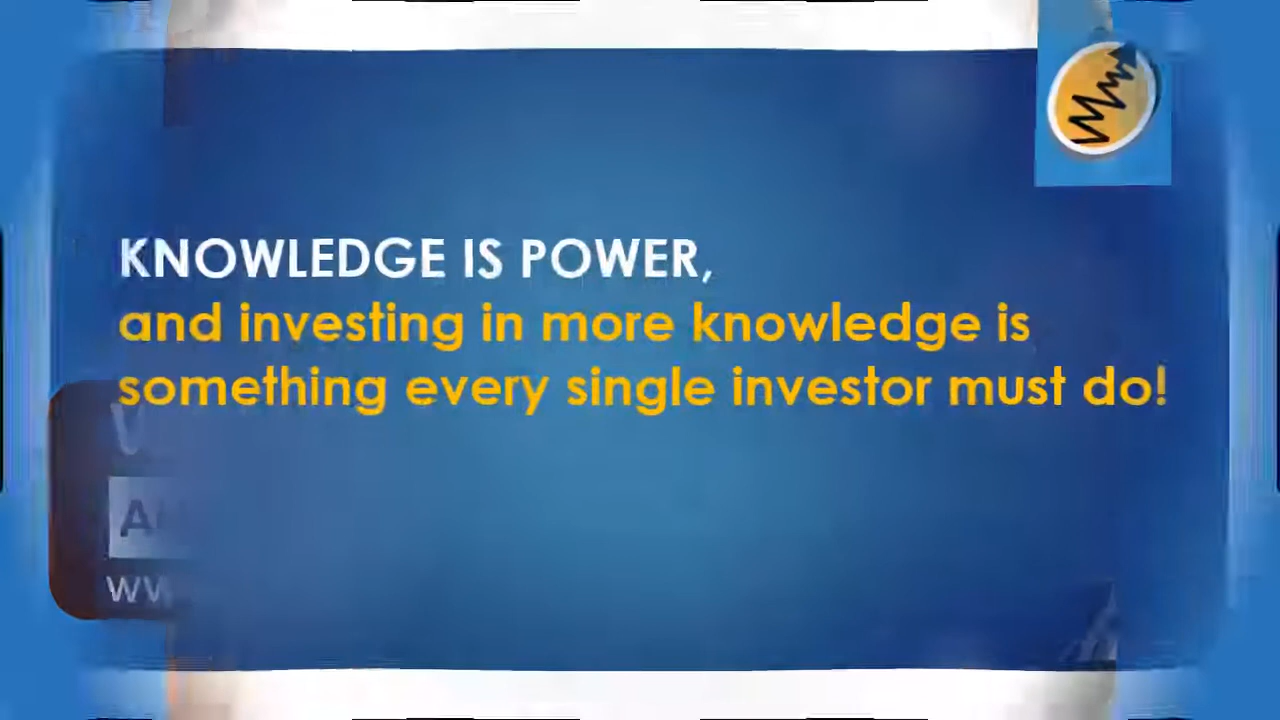 KNOWLEDGE IS POWER,
and investing in more knowledge is
something every single investor must do!